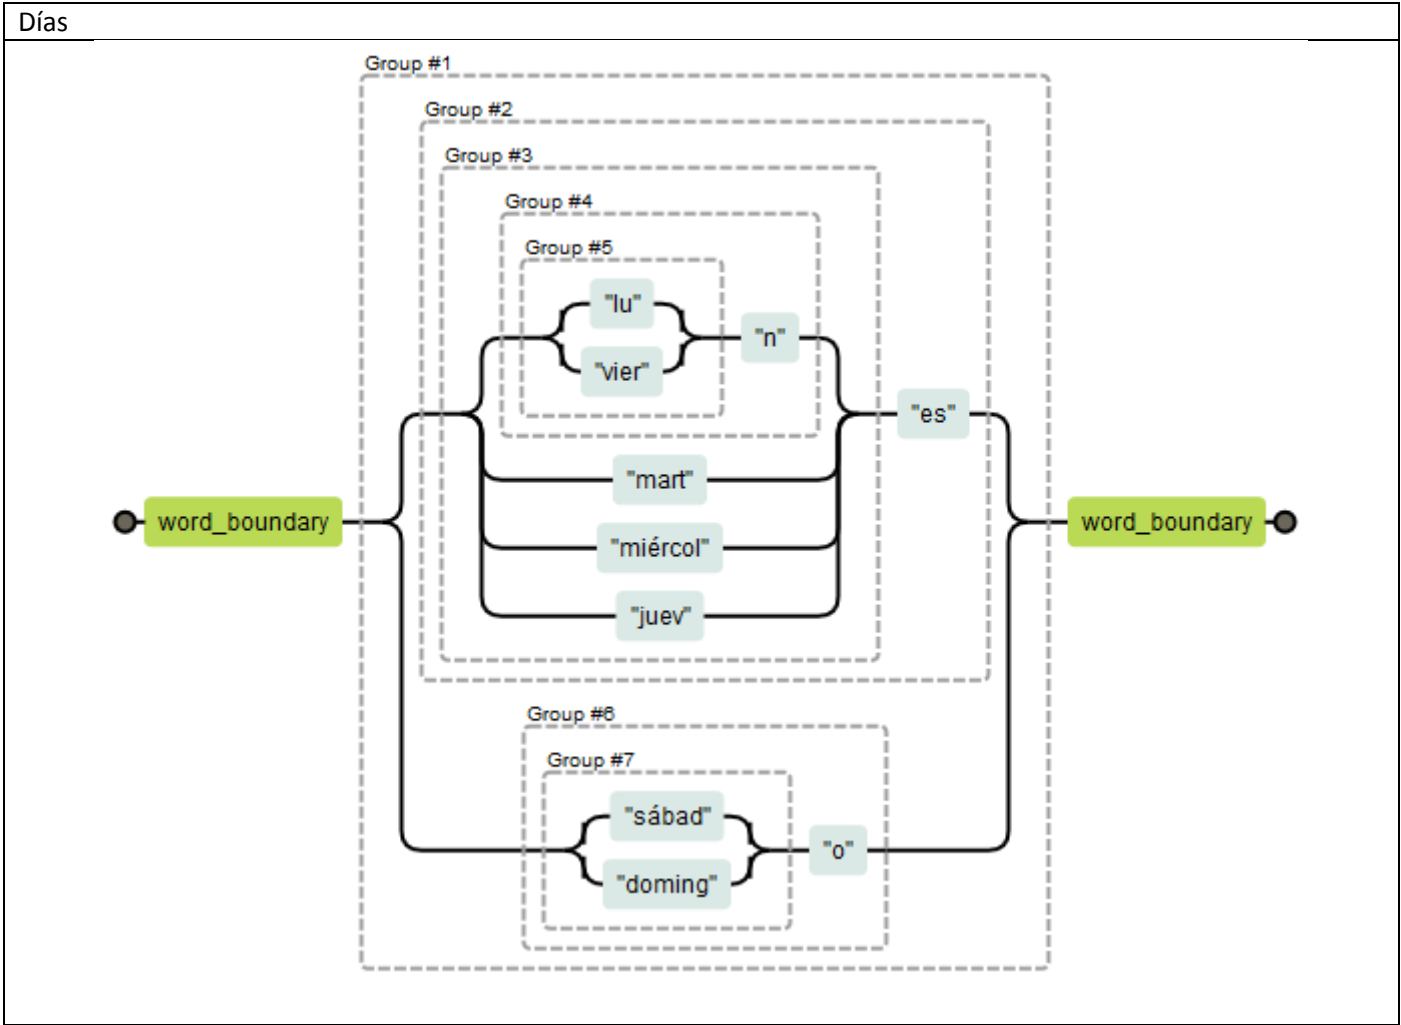 Días
Group #1
Group #2
Group #3
Group #4
Group #5
"lu"
"n"
"vier"
"es"
"mart"
word_boundary
word_boundary
"miércol"
"juev"
Group #6
Group #7
"sábad"
"o"
"doming"